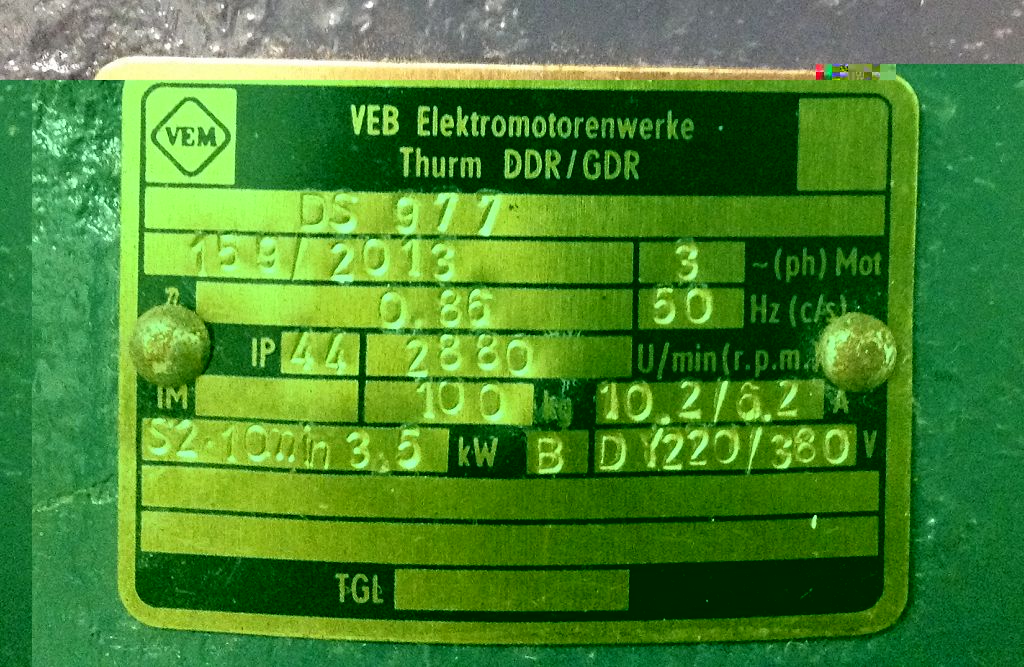 VEM
VEB Elektromotorenwerke
Thurm DDR/GDR
DS 977
159/2013 3 ~(ph) Mot
0.86 50 Hz (c/s)
IP 44 2880 U/min(r.p.m.
IM 100 kg 10.2/6.2 A
S2·10min 3,5 kW B D Y220/380 V
TGL